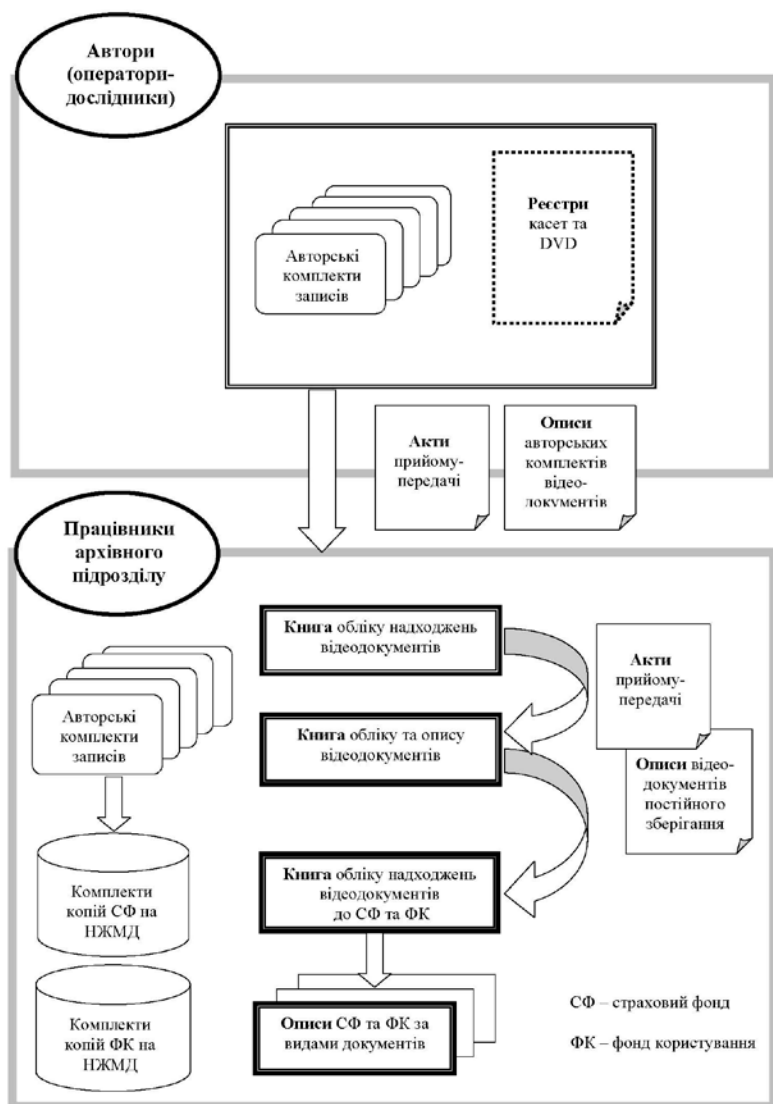 Автори
(оператори-
дослідники)
Авторські
комплекти
записів
Реєстри
касет та
DVD
Акти
прийому-
передачі
Описи
авторських
комплектів
відео-
документів
Працівники
архівного
підрозділу
Книга обліку надходжень
відеодокументів
Акти
прийому-
передачі
Авторські
комплекти
записів
Книга обліку та опису
відеодокументів
Описи відео-
документів
постійного
зберігання
Комплекти
копій СФ на
НЖМД
Книга обліку надходжень
відеодокументів
до СФ та ФК
Комплекти
копій ФК на
НЖМД
Описи СФ та ФК за
видами документів
СФ – страховий фонд
ФК – фонд користування